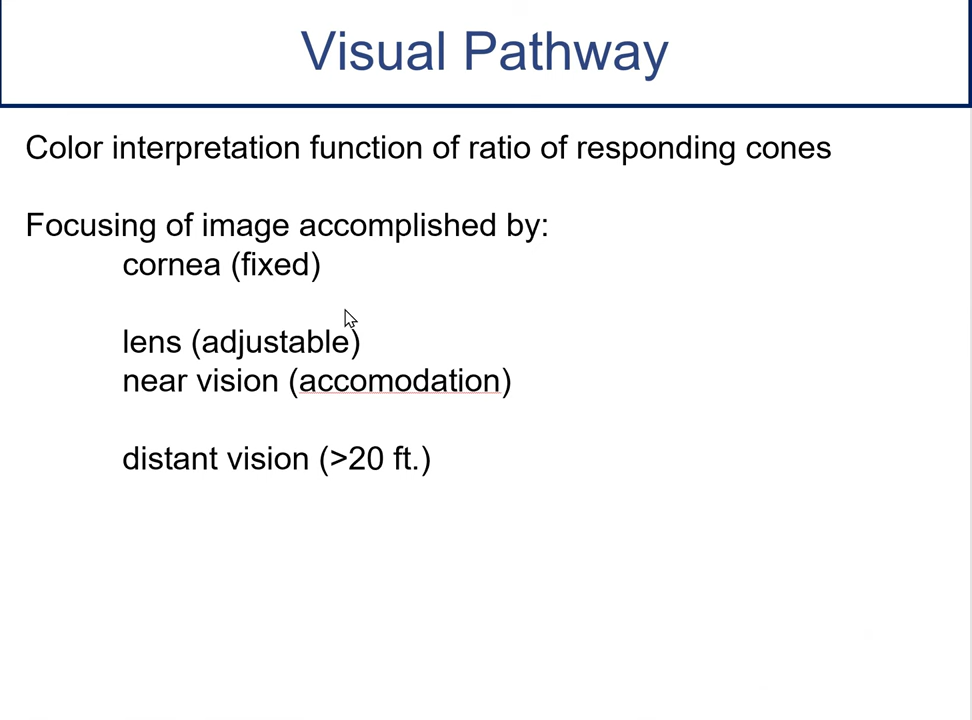 Visual Pathway
Color interpretation function of ratio of responding cones
Focusing of image accomplished by:
cornea (fixed)
lens (adjustable)
near vision (accomodation)
distant vision (>20 ft.)